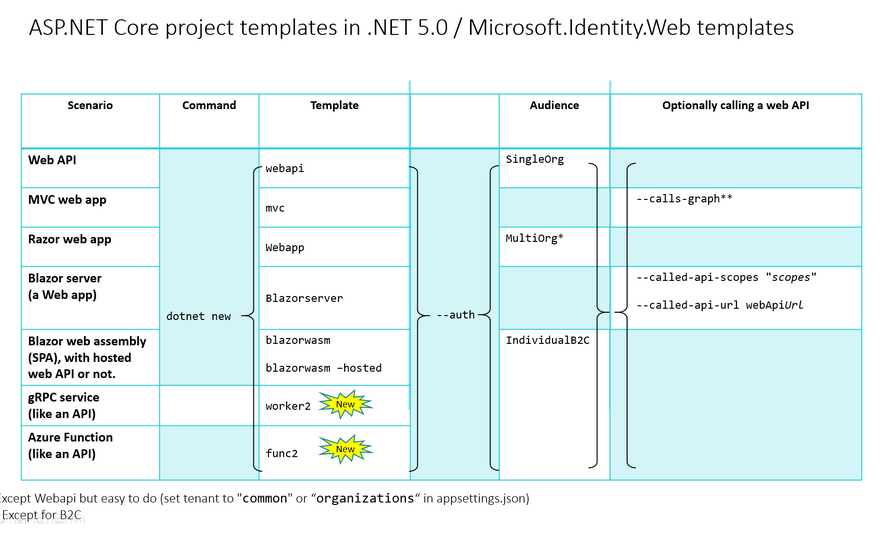 ASP.NET Core project templates in .NET 5.0 / Microsoft.Identity.Web templates
Scenario Command Template Audience Optionally calling a web API
Web API webapi SingleOrg
MVC web app mvc --calls-graph**
Razor web app Webapp MultiOrg*
Blazor server
(a Web app)
Blazorserver
--called-api-scopes "scopes"
--called-api-url webApiUrl
dotnet new --auth
Blazor web assembly
(SPA), with hosted
web API or not.
blazorwasm
blazorwasm –hosted
IndividualB2C
gRPC service
(like an API)
worker2 New
Azure Function
(like an API)
func2 New
Except Webapi but easy to do (set tenant to "common" or “organizations“ in appsettings.json)
Except for B2C